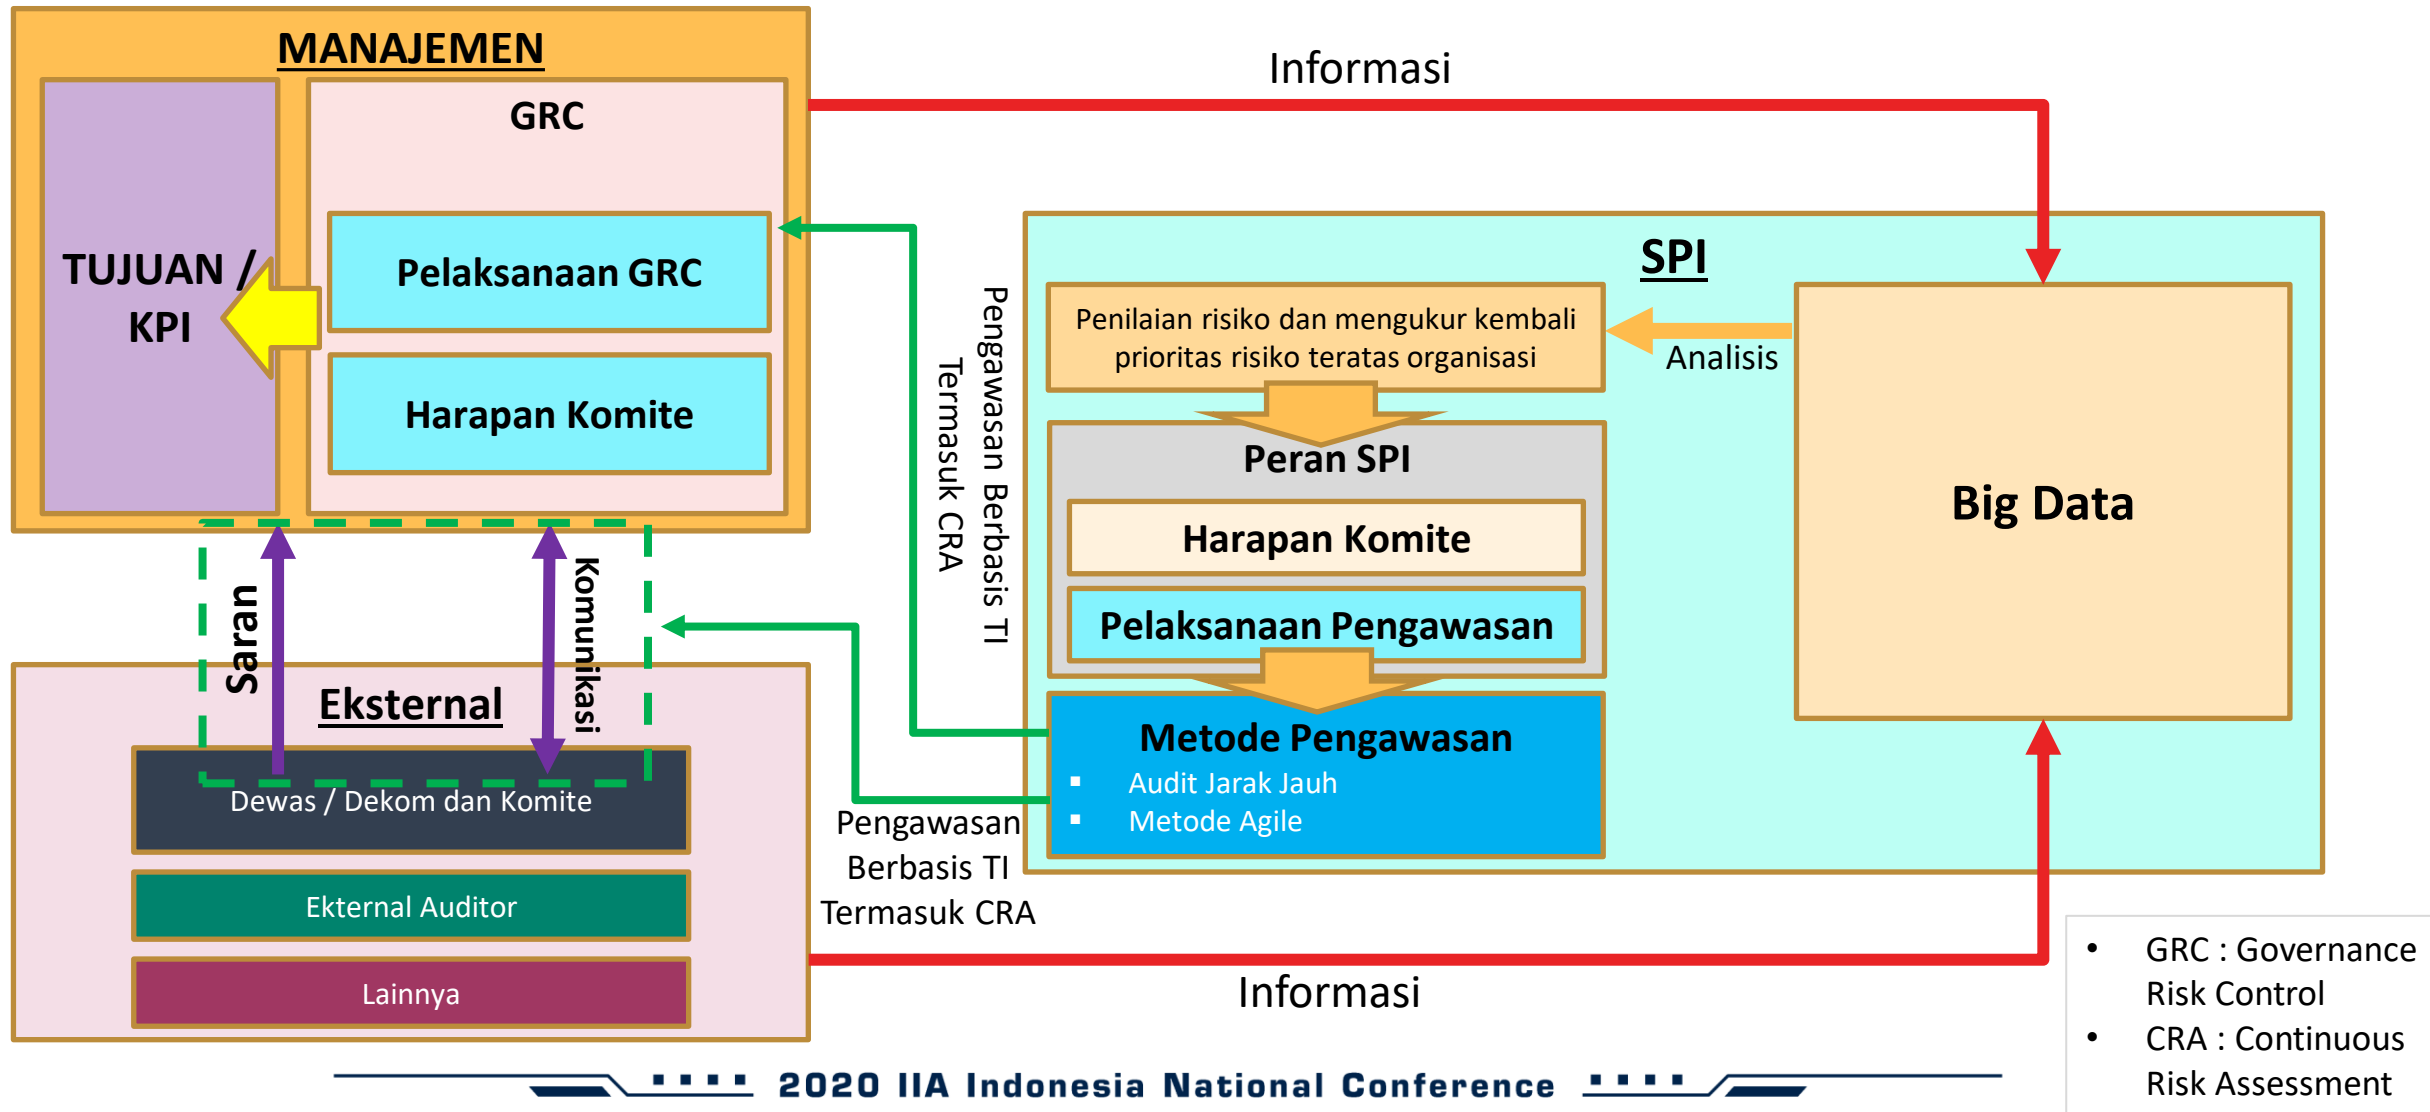 MANAJEMEN
TUJUAN /
KPI
GRC
Pelaksanaan GRC
Harapan Komite
Informasi
Pengawasan Berbasis TI
Termasuk CRA
SPI
Penilaian risiko dan mengukur kembali
prioritas risiko teratas organisasi
Analisis
Big Data
Peran SPI
Harapan Komite
Pelaksanaan Pengawasan
Metode Pengawasan
▪ Audit Jarak Jauh
▪ Metode Agile
Saran
Komunikasi
Eksternal
Dewas / Dekom dan Komite
Ekternal Auditor
Lainnya
Pengawasan
Berbasis TI
Termasuk CRA
Informasi
• GRC : Governance
Risk Control
• CRA : Continuous
Risk Assessment
2020 IIA Indonesia National Conference